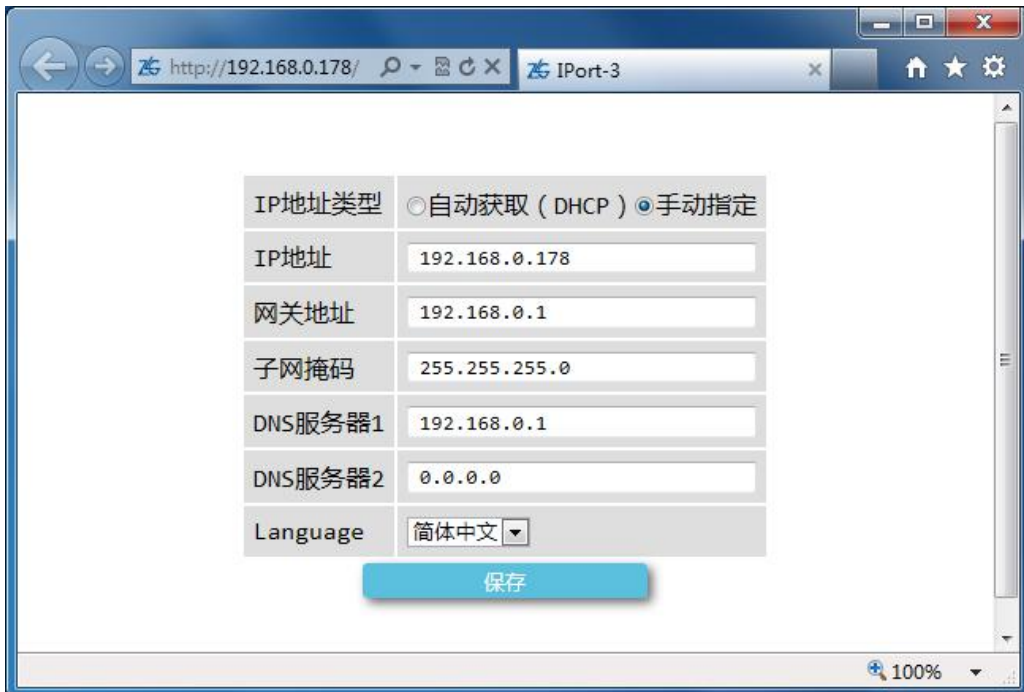 ZLG http://192.168.0.178/
ZLG IPort-3
IP地址类型 自动获取（DHCP）手动指定
IP地址 192.168.0.178
网关地址 192.168.0.1
子网掩码 255.255.255.0
DNS服务器1 192.168.0.1
DNS服务器2 0.0.0.0
Language 简体中文
保存
100%